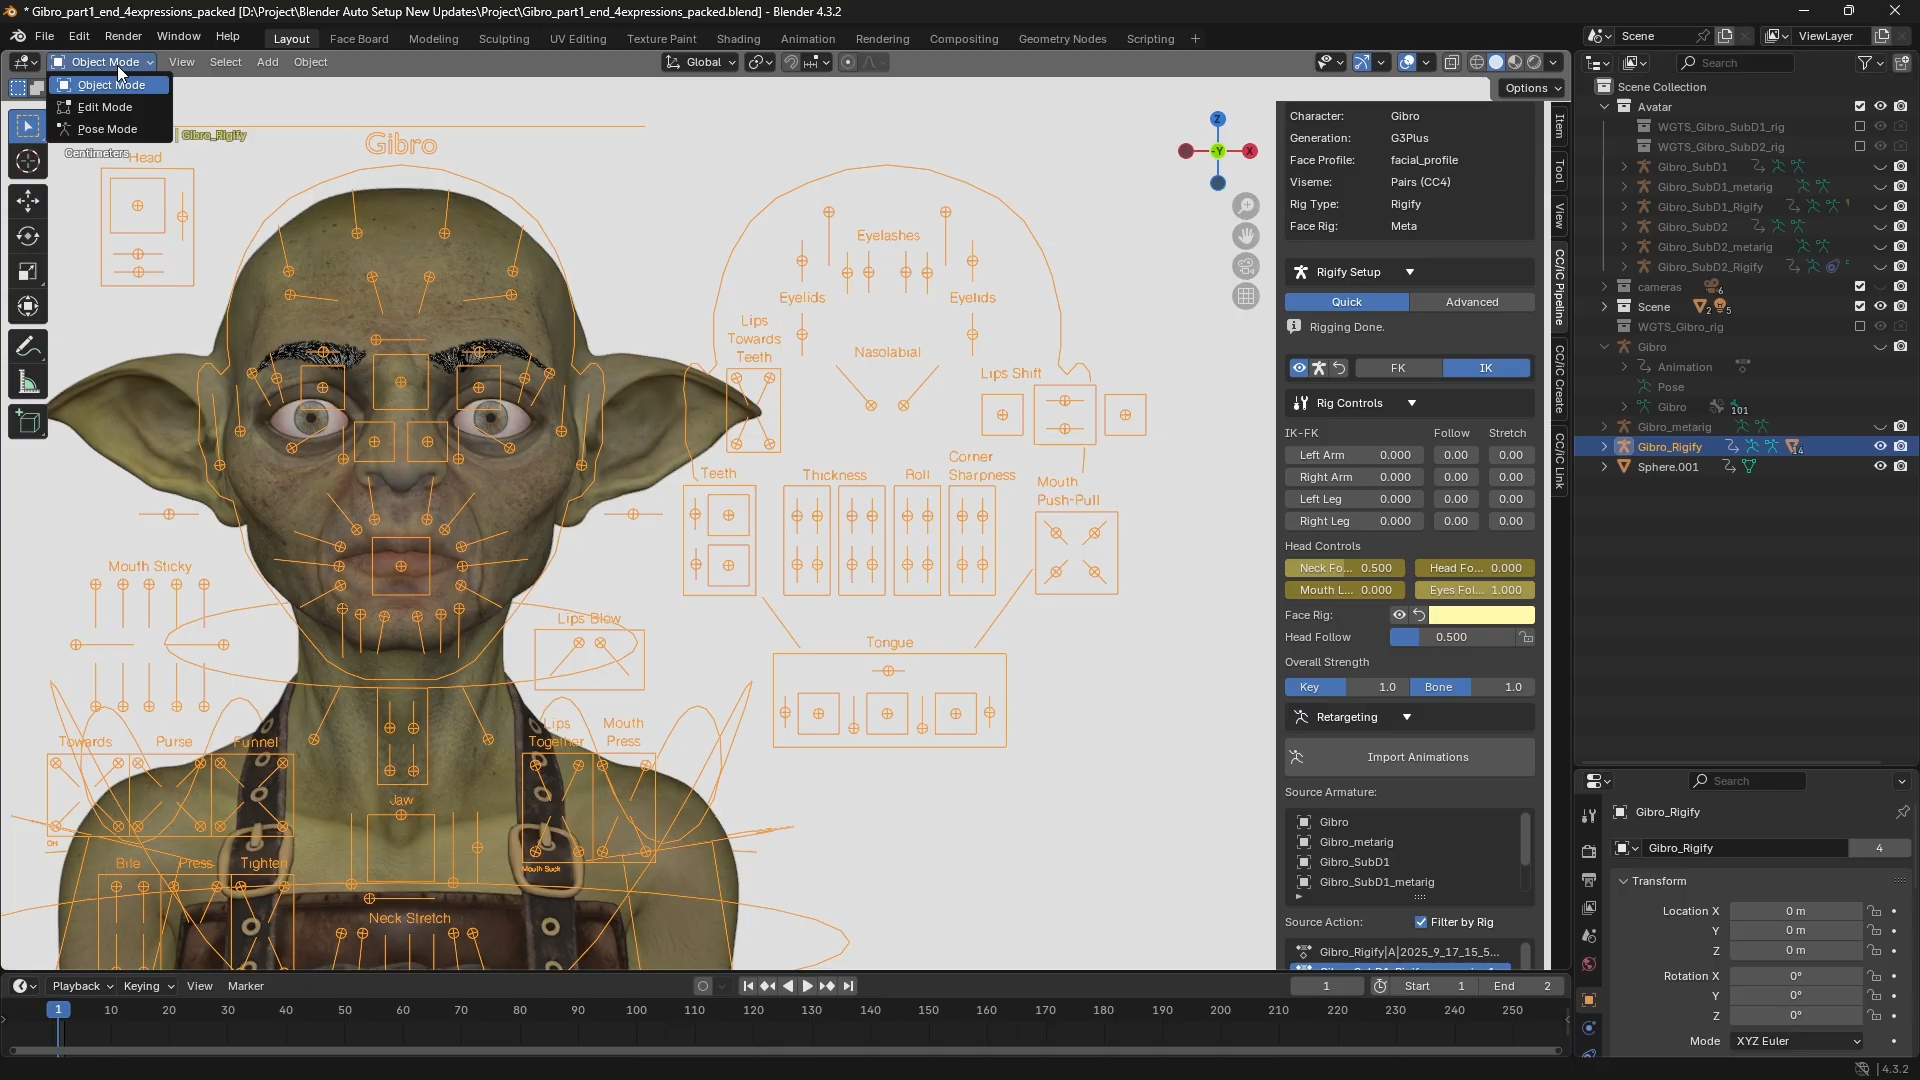 * Gibro_part1_end_4expressions_packed [D:\Project\Blender Auto Setup New Updates\Project\Gibro_part1_end_4expressions_packed.blend] - Blender 4.3.2
File Edit Render Window Help
Layout Face Board Modeling Sculpting UV Editing Texture Paint Shading Animation Rendering Compositing Geometry Nodes Scripting +
Scene
ViewLayer
Object Mode View Select Add Object
Global
Options
Object Mode
Edit Mode
Pose Mode
Gibro_Rigify
Centimeters
Gibro
Head
Eyelashes
Eyelids Eyelids
Lips
Towards
Teeth
Nasolabial
Lips Shift
Teeth
Thickness
Roll
Corner
Sharpness
Mouth
Push-Pull
Mouth Sticky
Lips Blow
Tongue
Towards
Purse
Funnel
Lips
Together
Mouth
Press
OH
Jaw
Mouth Suck
Bite
Press
Tighten
Neck Stretch
Z
-Y
X
Character: Gibro
Generation: G3Plus
Face Profile: facial_profile
Viseme: Pairs (CC4)
Rig Type: Rigify
Face Rig: Meta
Rigify Setup
Quick Advanced
Rigging Done.
FK IK
Rig Controls
IK-FK Follow Stretch
Left Arm 0.000 0.00 0.00
Right Arm 0.000 0.00 0.00
Left Leg 0.000 0.00 0.00
Right Leg 0.000 0.00 0.00
Head Controls
Neck Fo... 0.500 Head Fo... 0.000
Mouth L... 0.000 Eyes Fol... 1.000
Face Rig:
Head Follow 0.500
Overall Strength
Key 1.0 Bone 1.0
Retargeting
Import Animations
Source Armature:
Gibro
Gibro_metarig
Gibro_SubD1
Gibro_SubD1_metarig
Source Action: Filter by Rig
Gibro_Rigify|A|2025_9_17_15_5...
Item
Tool
View
CC/iC Pipeline
CC/iC Create
CC/iC Link
Search
Scene Collection
Avatar
WGTS_Gibro_SubD1_rig
WGTS_Gibro_SubD2_rig
Gibro_SubD1
Gibro_SubD1_metarig
Gibro_SubD1_Rigify
Gibro_SubD2
Gibro_SubD2_metarig
Gibro_SubD2_Rigify
cameras 6
Scene 2 5
WGTS_Gibro_rig
Gibro
Animation
Pose
Gibro 101
Gibro_metarig
Gibro_Rigify 14
Sphere.001
Search
Gibro_Rigify
Gibro_Rigify 4
Transform
Location X 0 m
Y 0 m
Z 0 m
Rotation X 0°
Y 0°
Z 0°
Mode XYZ Euler
Playback Keying View Marker
1 Start 1 End 2
1 10 20 30 40 50 60 70 80 90 100 110 120 130 140 150 160 170 180 190 200 210 220 230 240 250
4.3.2